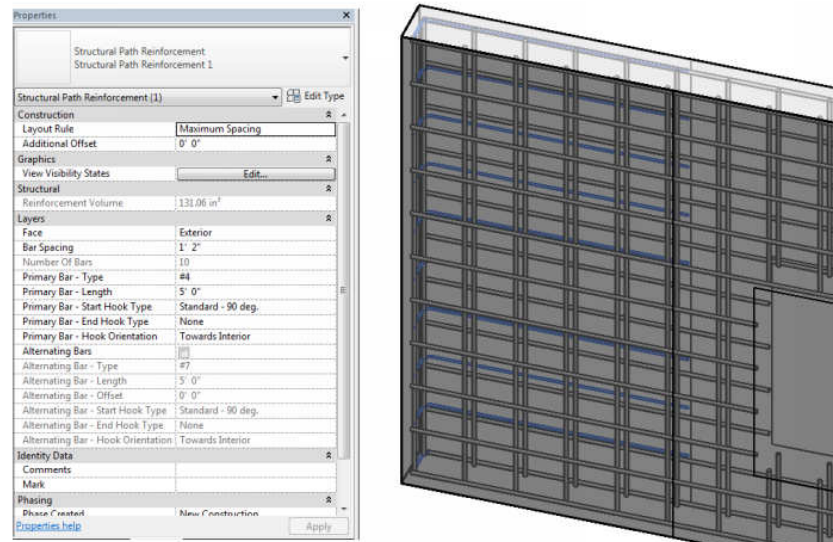 Properties
Structural Path Reinforcement
Structural Path Reinforcement 1
Structural Path Reinforcement (1) Edit Type
Construction
Layout Rule Maximum Spacing
Additional Offset 0' 0"
Graphics
View Visibility States Edit...
Structural
Reinforcement Volume 131.06 in³
Layers
Face Exterior
Bar Spacing 1' 2"
Number Of Bars 10
Primary Bar - Type #4
Primary Bar - Length 5' 0"
Primary Bar - Start Hook Type Standard - 90 deg.
Primary Bar - End Hook Type None
Primary Bar - Hook Orientation Towards Interior
Alternating Bars
Alternating Bar - Type #7
Alternating Bar - Length 5' 0"
Alternating Bar - Offset 0' 0"
Alternating Bar - Start Hook Type Standard - 90 deg.
Alternating Bar - End Hook Type None
Alternating Bar - Hook Orientation Towards Interior
Identity Data
Comments
Mark
Phasing
Phase Created New Construction
Properties help Apply